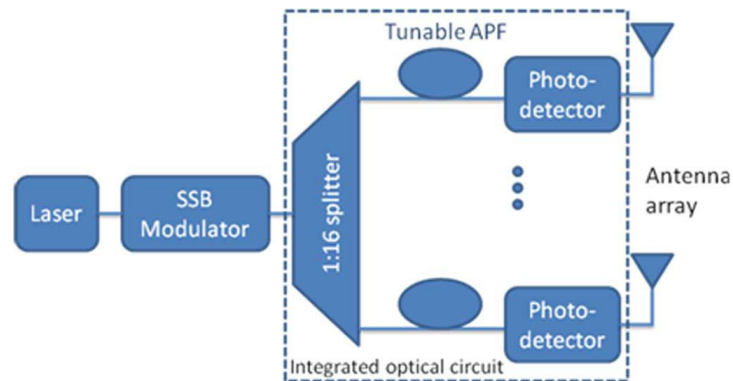 Tunable APF
Photo-
detector
Laser
SSB
Modulator
1:16 splitter
Antenna
array
Photo-
detector
Integrated optical circuit